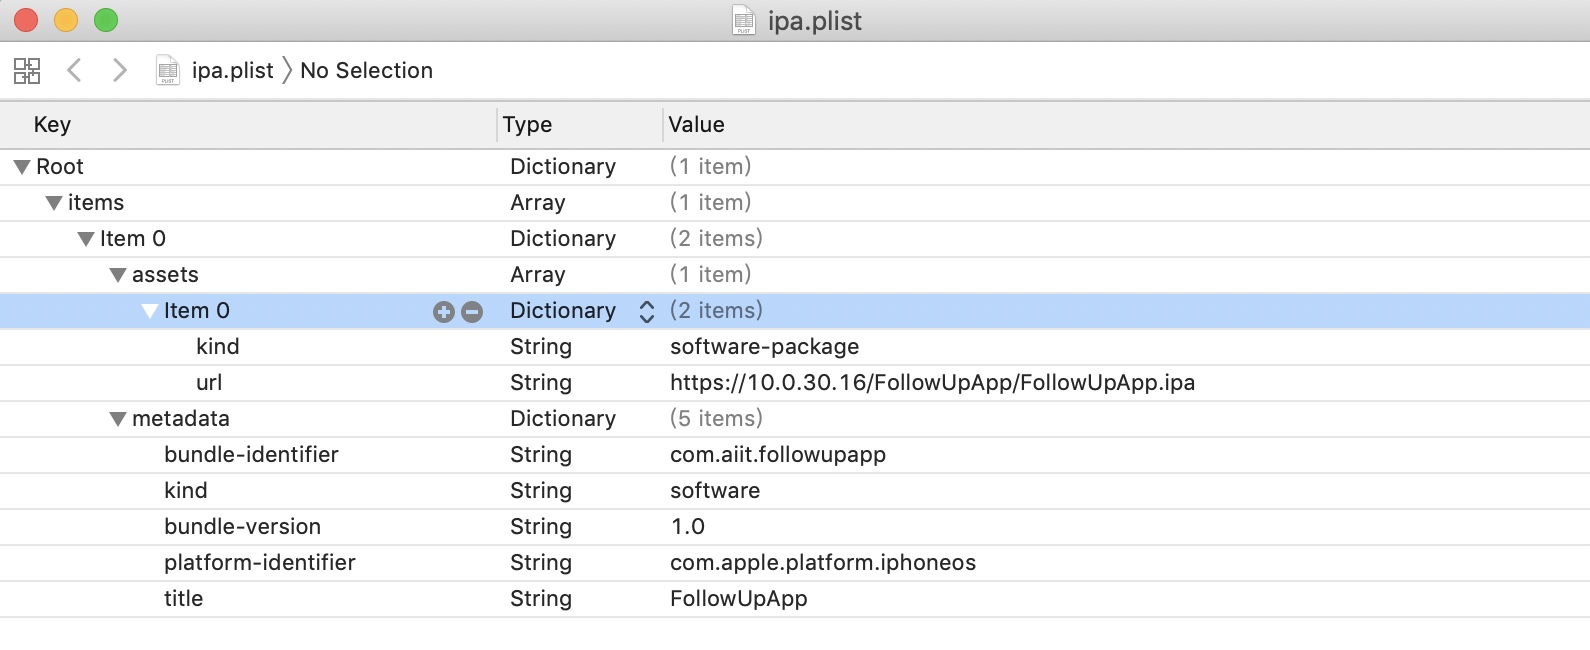 ipa.plist
ipa.plist No Selection
Key Type Value
Root Dictionary (1 item)
items Array (1 item)
Item 0 Dictionary (2 items)
assets Array (1 item)
Item 0 Dictionary (2 items)
kind String software-package
url String https://10.0.30.16/FollowUpApp/FollowUpApp.ipa
metadata Dictionary (5 items)
bundle-identifier String com.aiit.followupapp
kind String software
bundle-version String 1.0
platform-identifier String com.apple.platform.iphoneos
title String FollowUpApp